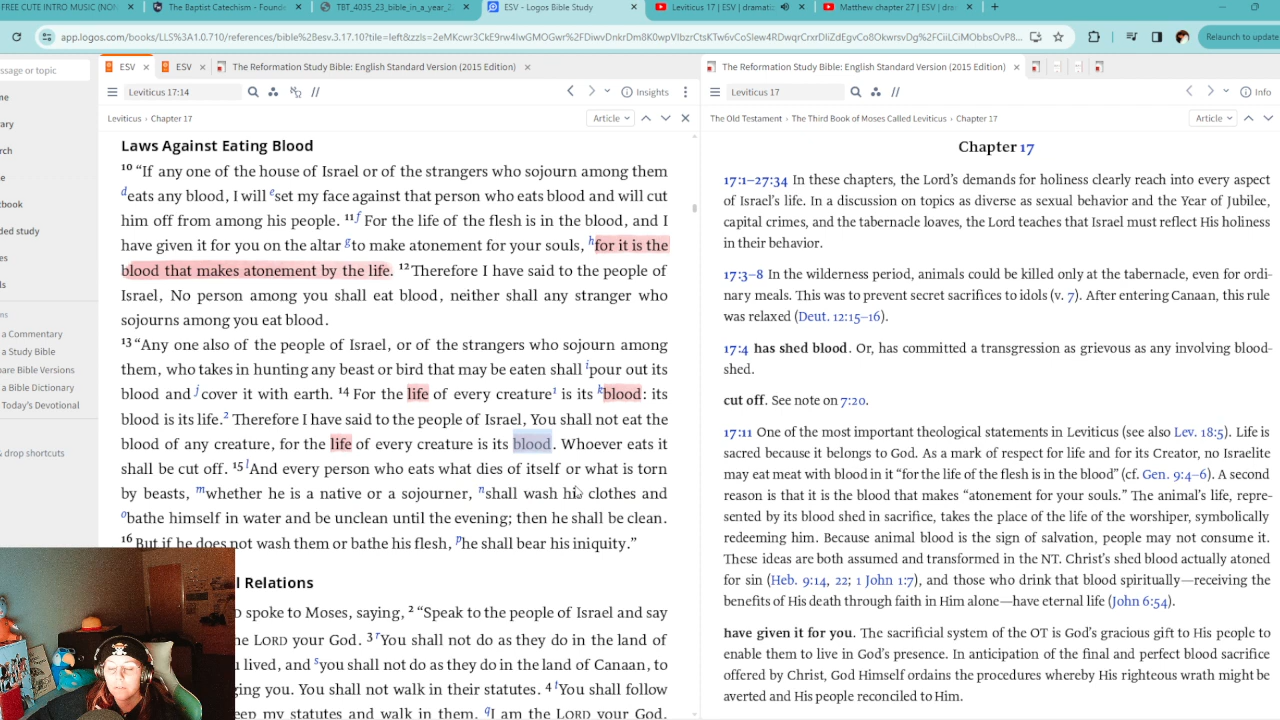 FREE CUTE INTRO MUSIC (NON
The Baptist Catechism - Founde
TBT_4035_23_bible_in_a_year_2
ESV - Logos Bible Study
Leviticus 17 | ESV | dramati
Matthew chapter 27 | ESV | dra
app.logos.com/books/LLS%3A1.0.710/references/bible%2Besv.3.17.10?tile=left&zzls=
Relaunch to update
ssage or topic
me
rary
rch
le
tbook
ded study
es
ls
ns
a Commentary
a Study Bible
pare Bible Versions
a Bible Dictionary
Today's Devotional
p drop shortcuts
ESV
ESV
The Reformation Study Bible: English Standard Version (2015 Edition)
Leviticus 17:14
Insights
Leviticus › Chapter 17
Article
Laws Against Eating Blood
10 “If any one of the house of Israel or of the strangers who sojourn among them
d eats any blood, I will e set my face against that person who eats blood and will cut
him off from among his people. 11 f For the life of the flesh is in the blood, and I
have given it for you on the altar g to make atonement for your souls, h for it is the
blood that makes atonement by the life. 12 Therefore I have said to the people of
Israel, No person among you shall eat blood, neither shall any stranger who
sojourns among you eat blood.
13 “Any one also of the people of Israel, or of the strangers who sojourn among
them, who takes in hunting any beast or bird that may be eaten shall i pour out its
blood and j cover it with earth. 14 For the life of every creature 1 is its k blood: its
blood is its life. 2 Therefore I have said to the people of Israel, You shall not eat the
blood of any creature, for the life of every creature is its blood. Whoever eats it
shall be cut off. 15 l And every person who eats what dies of itself or what is torn
by beasts, m whether he is a native or a sojourner, n shall wash his clothes and
o bathe himself in water and be unclean until the evening; then he shall be clean.
16 But if he does not wash them or bathe his flesh, p he shall bear his iniquity.”
l Relations
spoke to Moses, saying, 2 “Speak to the people of Israel and say
he LORD your God. 3 r You shall not do as they do in the land of
u lived, and s you shall not do as they do in the land of Canaan, to
ging you. You shall not walk in their statutes. 4 t You shall follow
eep my statutes and walk in them. q I am the LORD your God.
The Reformation Study Bible: English Standard Version (2015 Edition)
Leviticus 17
Info
The Old Testament › The Third Book of Moses Called Leviticus › Chapter 17
Article
Chapter 17
17:1–27:34 In these chapters, the Lord’s demands for holiness clearly reach into every aspect
of Israel’s life. In a discussion on topics as diverse as sexual behavior and the Year of Jubilee,
capital crimes, and the tabernacle loaves, the Lord teaches that Israel must reflect His holiness
in their behavior.
17:3–8 In the wilderness period, animals could be killed only at the tabernacle, even for ordi-
nary meals. This was to prevent secret sacrifices to idols (v. 7). After entering Canaan, this rule
was relaxed (Deut. 12:15–16).
17:4 has shed blood. Or, has committed a transgression as grievous as any involving blood-
shed.
cut off. See note on 7:20.
17:11 One of the most important theological statements in Leviticus (see also Lev. 18:5). Life is
sacred because it belongs to God. As a mark of respect for life and for its Creator, no Israelite
may eat meat with blood in it “for the life of the flesh is in the blood” (cf. Gen. 9:4–6). A second
reason is that it is the blood that makes “atonement for your souls.” The animal’s life, repre-
sented by its blood shed in sacrifice, takes the place of the life of the worshiper, symbolically
redeeming him. Because animal blood is the sign of salvation, people may not consume it.
These ideas are both assumed and transformed in the NT. Christ’s shed blood actually atoned
for sin (Heb. 9:14, 22; 1 John 1:7), and those who drink that blood spiritually—receiving the
benefits of His death through faith in Him alone—have eternal life (John 6:54).
have given it for you. The sacrificial system of the OT is God’s gracious gift to His people to
enable them to live in God’s presence. In anticipation of the final and perfect blood sacrifice
offered by Christ, God Himself ordains the procedures whereby His righteous wrath might be
averted and His people reconciled to Him.